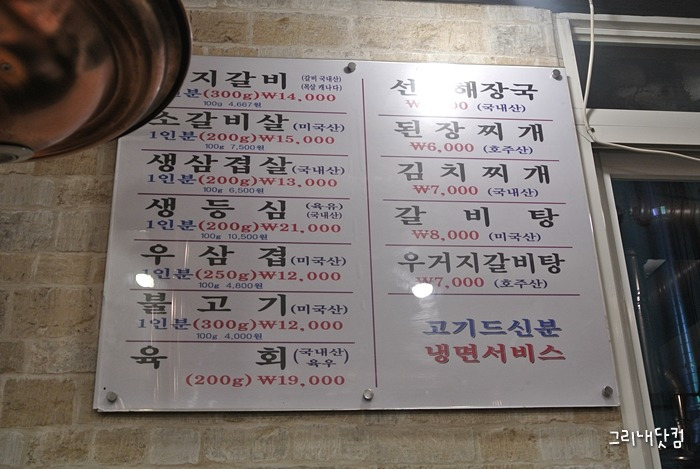 지갈비 (갈비 국내산)
(목살 캐나다)
분(300g)₩14,000
100g 4,667원
소갈비살(미국산)
1인분(200g)₩15,000
100g 7,500원
생삼겹살(국내산)
1인분(200g)₩13,000
100g 6,500원
생등심(육우)
(국내산)
1인분(200g)₩21,000
100g 10,500원
우삼겹(미국산)
1인분(250g)₩12,000
100g 4,800원
불고기(미국산)
1인분(300g)₩12,000
100g 4,000원
육회(국내산)
육우
(200g) ₩19,000
선 해장국
(국내산)
된장찌개
₩6,000 (호주산)
김치찌개
₩7,000 (국내산)
갈비탕
₩8,000 (미국산)
우거지갈비탕
₩7,000 (호주산)
고기드신분
냉면서비스
그리내닷컴